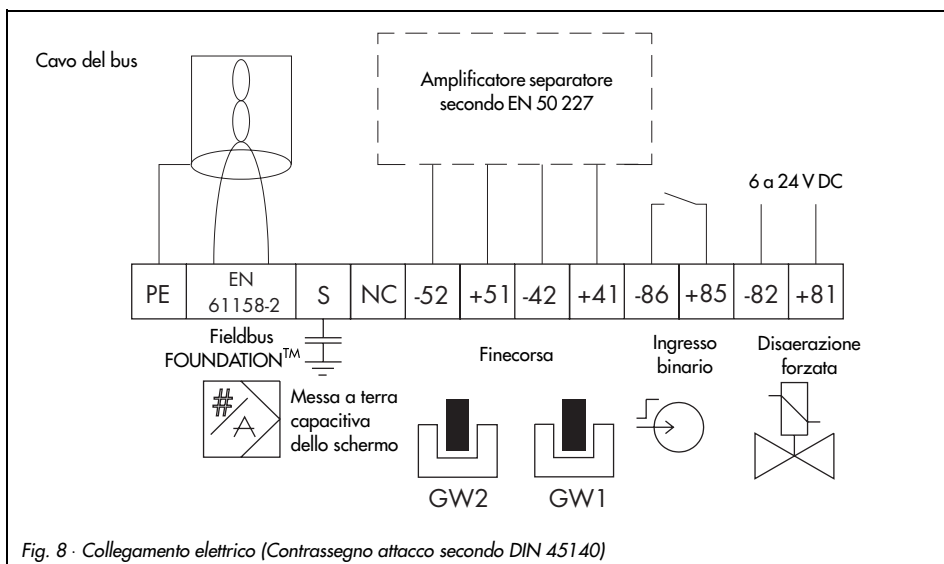 Cavo del bus
Amplificatore separatore
secondo EN 50 227
6 a 24 V DC
PE
EN
61158-2
S
NC
-52
+51
-42
+41
-86
+85
-82
+81
Fieldbus
FOUNDATION™
Finecorsa
Ingresso
binario
Disaerazione
forzata
#
A
Messa a terra
capacitiva
dello schermo
GW2
GW1
Fig. 8 · Collegamento elettrico (Contrassegno attacco secondo DIN 45140)